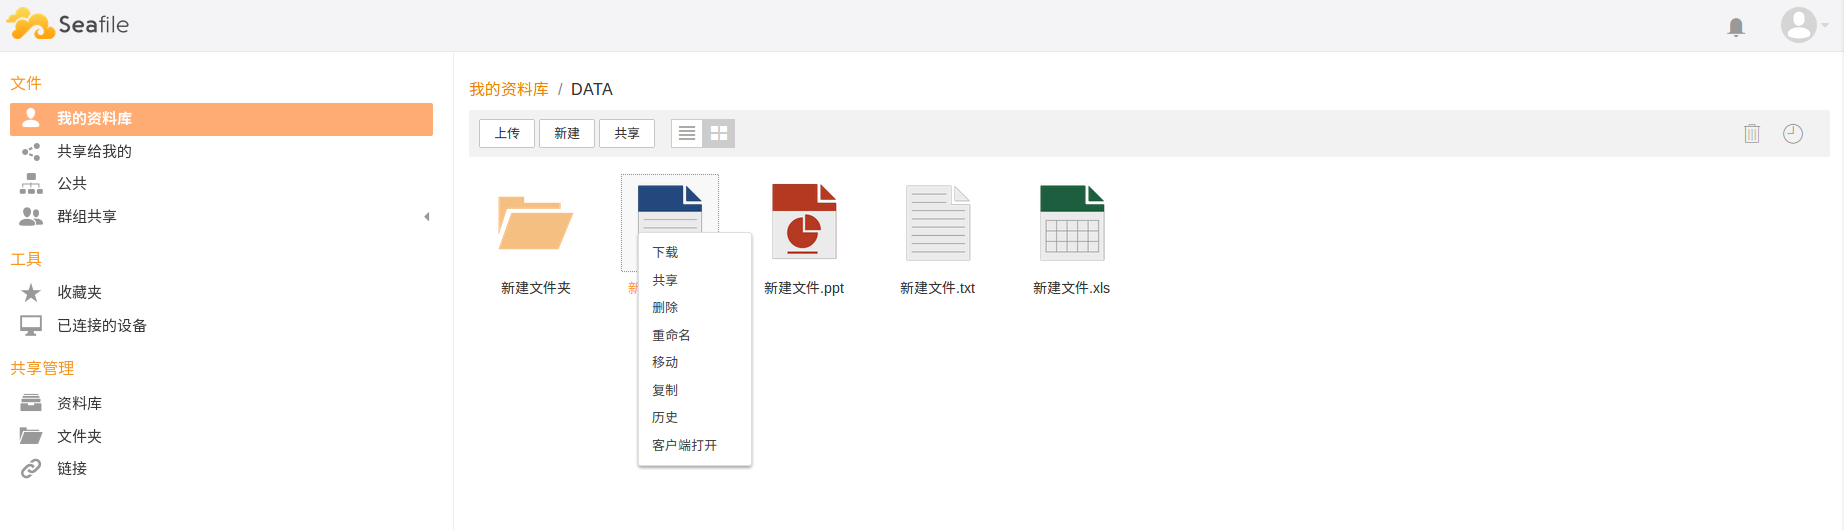 Seafile
文件
我的资料库
共享给我的
公共
群组共享
工具
收藏夹
已连接的设备
共享管理
资料库
文件夹
链接
我的资料库 / DATA
上传 新建 共享
新建文件夹 新 新建文件.ppt 新建文件.txt 新建文件.xls
下载
共享
删除
重命名
移动
复制
历史
客户端打开